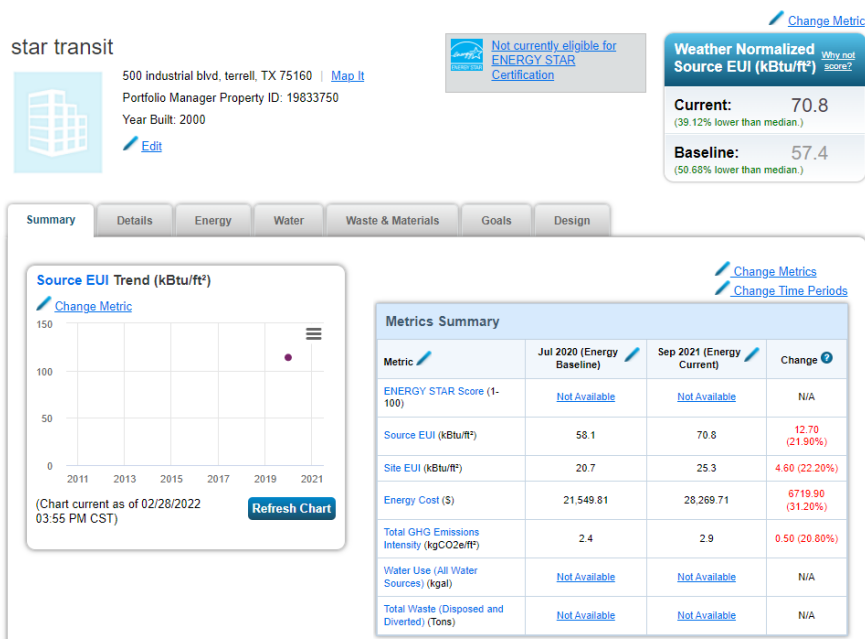 Change Metric
star transit
500 industrial blvd, terrell, TX 75160 | Map It
Portfolio Manager Property ID: 19833750
Year Built: 2000
Edit
ENERGY STAR
Not currently eligible for
ENERGY STAR
Certification
Weather Normalized
Source EUI (kBtu/ft²)
Why not
score?
Current: 70.8
(39.12% lower than median.)
Baseline: 57.4
(50.68% lower than median.)
Summary Details Energy Water Waste & Materials Goals Design
Source EUI Trend (kBtu/ft²)
Change Metric
150
100
50
0
2011 2013 2015 2017 2019 2021
(Chart current as of 02/28/2022
03:55 PM CST)
Refresh Chart
Change Metrics
Change Time Periods
Metrics Summary
Metric
Jul 2020 (Energy
Baseline)
Sep 2021 (Energy
Current)
Change ?
ENERGY STAR Score (1-
100)
Not Available
Not Available
N/A
Source EUI (kBtu/ft²)
58.1
70.8
12.70
(21.90%)
Site EUI (kBtu/ft²)
20.7
25.3
4.60 (22.20%)
Energy Cost ($)
21,549.81
28,269.71
6719.90
(31.20%)
Total GHG Emissions
Intensity (kgCO2e/ft²)
2.4
2.9
0.50 (20.80%)
Water Use (All Water
Sources) (kgal)
Not Available
Not Available
N/A
Total Waste (Disposed and
Diverted) (Tons)
Not Available
Not Available
N/A